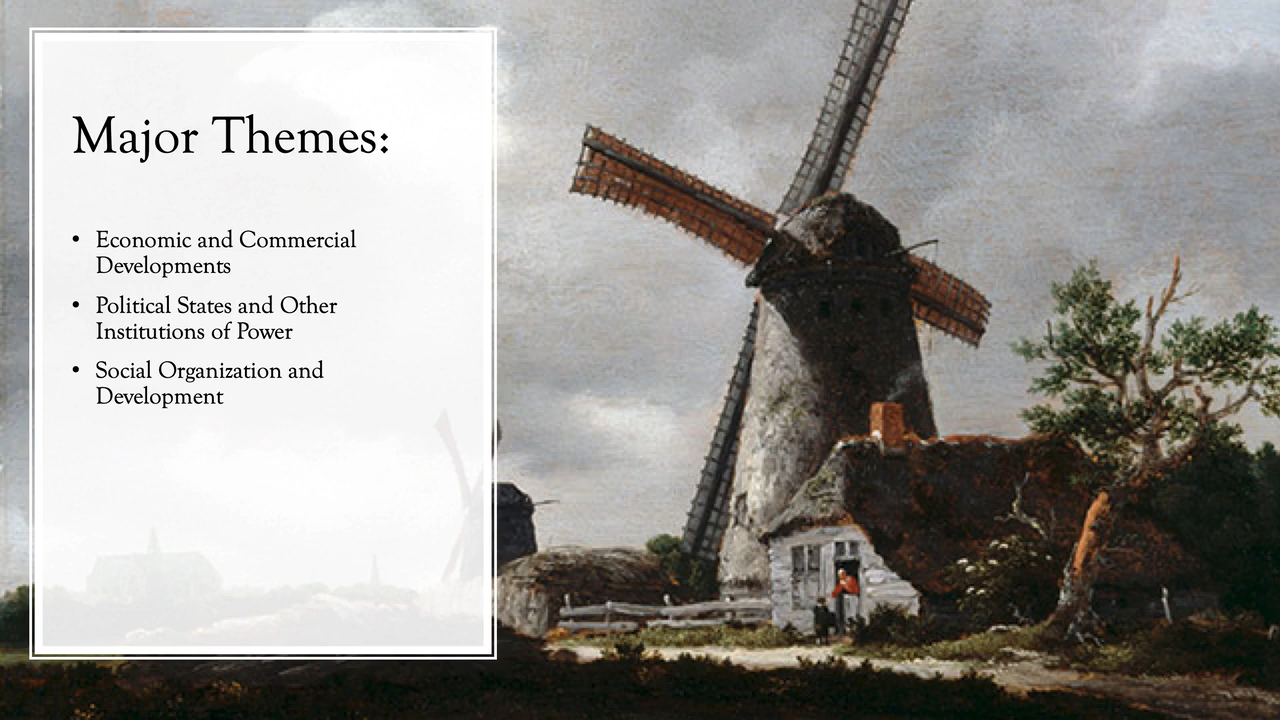 Major Themes:
• Economic and Commercial
Developments
• Political States and Other
Institutions of Power
• Social Organization and
Development